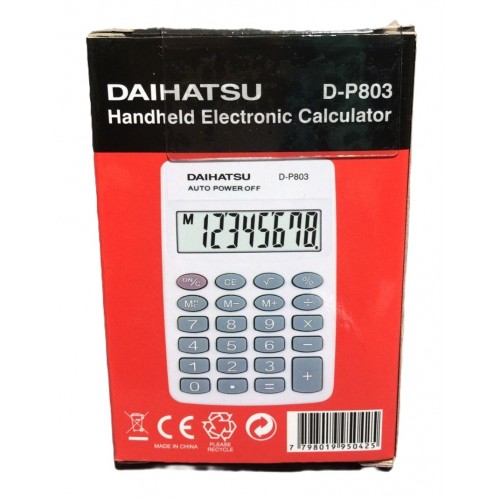 DAIHATSU D-P803
Handheld Electronic Calculator
DAIHATSU D-P803
AUTO POWER OFF
M 12345678.
ON/C CE √ %
M– M+ ÷
7 8 9 ×
4 5 6 −
1 2 3 +
0 • =
CE
MADE IN CHINA
PLEASE
RECYCLE
7 798019 950425